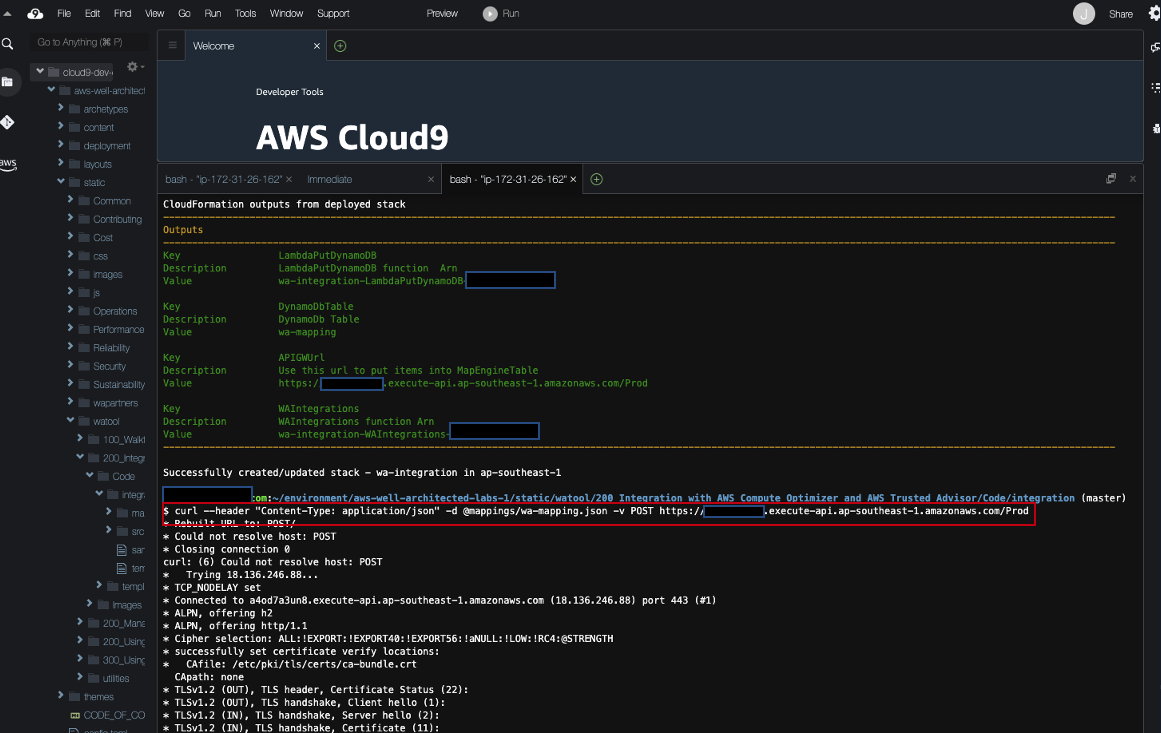 9 File Edit Find View Go Run Tools Window Support Preview Run J Share
Go to Anything (⌘ P)
Welcome
cloud9-dev-
aws-well-architect
archetypes
content
deployment
layouts
static
Common
Contributing
Cost
css
images
js
Operations
Performance
Reliability
Security
Sustainability
wapartners
watool
100_Walkt
200_Integr
Code
integra
ma
src
sar
tem
templ
Images
200_Mana
200_Using
300_Using
utilities
themes
CODE_OF_CO
config.toml
aws
Developer Tools
AWS Cloud9
bash - "ip-172-31-26-162" Immediate bash - "ip-172-31-26-162"
CloudFormation outputs from deployed stack
Outputs
Key LambdaPutDynamoDB
Description LambdaPutDynamoDB function Arn
Value wa-integration-LambdaPutDynamoDB-
Key DynamoDbTable
Description DynamoDb Table
Value wa-mapping
Key APIGWUrl
Description Use this url to put items into MapEngineTable
Value https:/ .execute-api.ap-southeast-1.amazonaws.com/Prod
Key WAIntegrations
Description WAIntegrations function Arn
Value wa-integration-WAIntegrations-
Successfully created/updated stack - wa-integration in ap-southeast-1
com:~/environment/aws-well-architected-labs-1/static/watool/200_Integration_with_AWS_Compute_Optimizer_and_AWS_Trusted_Advisor/Code/integration (master)
$ curl --header "Content-Type: application/json" -d @mappings/wa-mapping.json -v POST https:// .execute-api.ap-southeast-1.amazonaws.com/Prod
* Rebuilt URL to: POST/
* Could not resolve host: POST
* Closing connection 0
curl: (6) Could not resolve host: POST
* Trying 18.136.246.88...
* TCP_NODELAY set
* Connected to a4od7a3un8.execute-api.ap-southeast-1.amazonaws.com (18.136.246.88) port 443 (#1)
* ALPN, offering h2
* ALPN, offering http/1.1
* Cipher selection: ALL:!EXPORT:!EXPORT40:!EXPORT56:!aNULL:!LOW:!RC4:@STRENGTH
* successfully set certificate verify locations:
* CAfile: /etc/pki/tls/certs/ca-bundle.crt
CApath: none
* TLSv1.2 (OUT), TLS header, Certificate Status (22):
* TLSv1.2 (OUT), TLS handshake, Client hello (1):
* TLSv1.2 (IN), TLS handshake, Server hello (2):
* TLSv1.2 (IN), TLS handshake, Certificate (11):